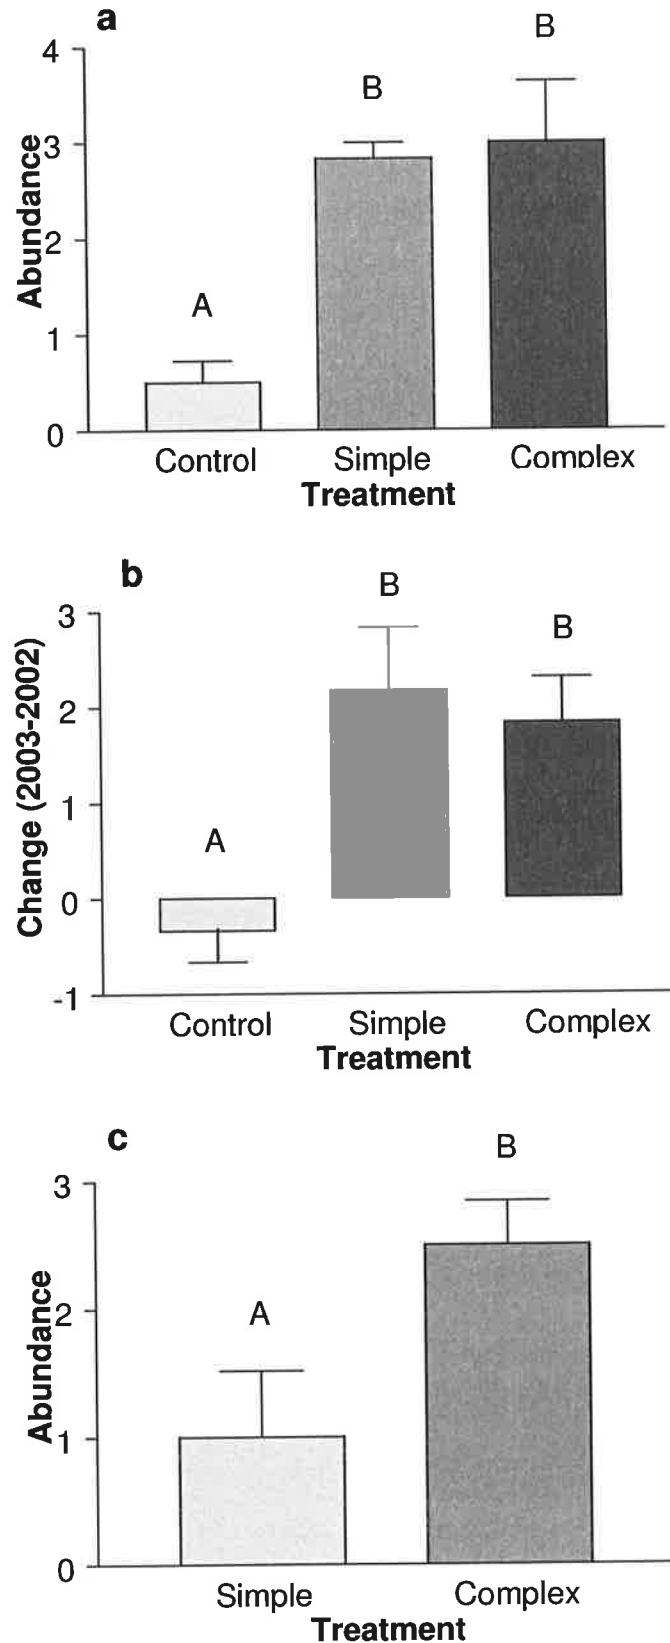 a
4
3
2
1
0
Abundance
A
B
B
Control Simple Complex
Treatment
b
3
2
1
0
-1
Change (2003-2002)
A
B
B
Control Simple Complex
Treatment
c
3
2
1
0
Abundance
A
B
Simple Complex
Treatment